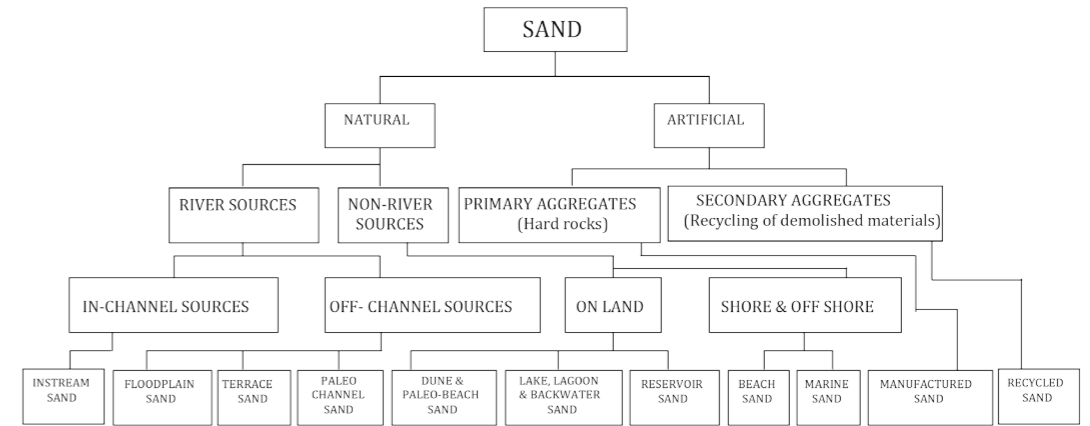 SAND
NATURAL
ARTIFICIAL
RIVER SOURCES
NON-RIVER
SOURCES
PRIMARY AGGREGATES
(Hard rocks)
SECONDARY AGGREGATES
(Recycling of demolished materials)
IN-CHANNEL SOURCES
OFF- CHANNEL SOURCES
ON LAND
SHORE & OFF SHORE
INSTREAM
SAND
FLOODPLAIN
SAND
TERRACE
SAND
PALEO
CHANNEL
SAND
DUNE &
PALEO-BEACH
SAND
LAKE, LAGOON
& BACKWATER
SAND
RESERVOIR
SAND
BEACH
SAND
MARINE
SAND
MANUFACTURED
SAND
RECYCLED
SAND